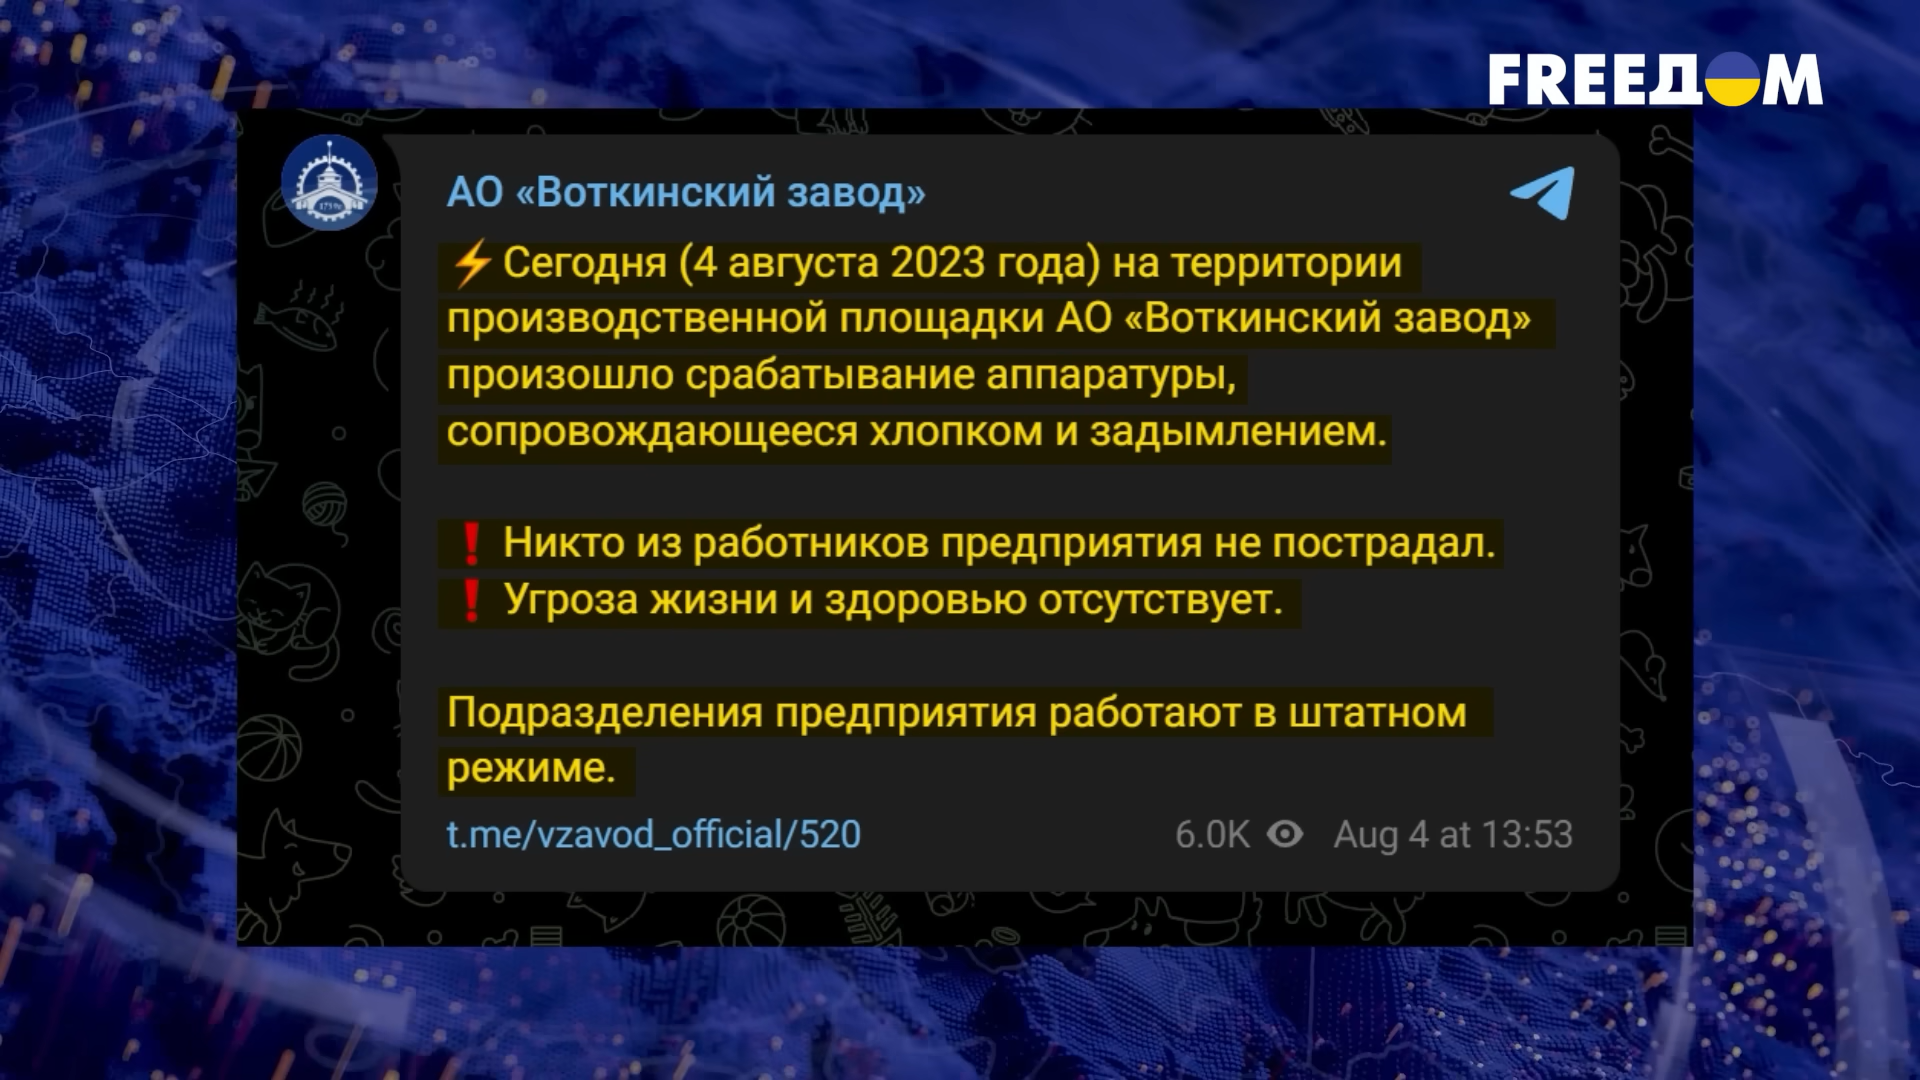 FREEДОМ
АО «Воткинский завод»
⚡Сегодня (4 августа 2023 года) на территории
производственной площадки АО «Воткинский завод»
произошло срабатывание аппаратуры,
сопровождающееся хлопком и задымлением.
❗ Никто из работников предприятия не пострадал.
❗ Угроза жизни и здоровью отсутствует.
Подразделения предприятия работают в штатном
режиме.
t.me/vzavod_official/520
6.0K Aug 4 at 13:53